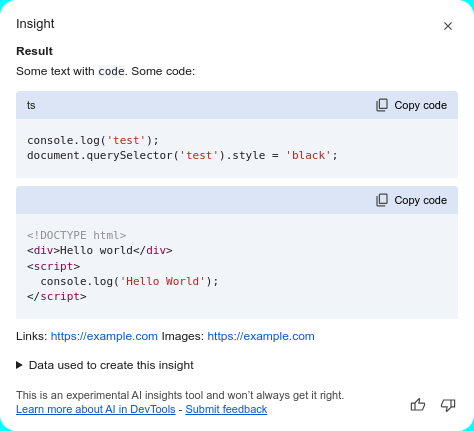 Insight
Result
Some text with code. Some code:
ts
Copy code
console.log('test');
document.querySelector('test').style = 'black';
Copy code
<!DOCTYPE html>
<div>Hello world</div>
<script>
  console.log('Hello World');
</script>
Links: https://example.com Images: https://example.com
Data used to create this insight
This is an experimental AI insights tool and won’t always get it right.
Learn more about AI in DevTools - Submit feedback